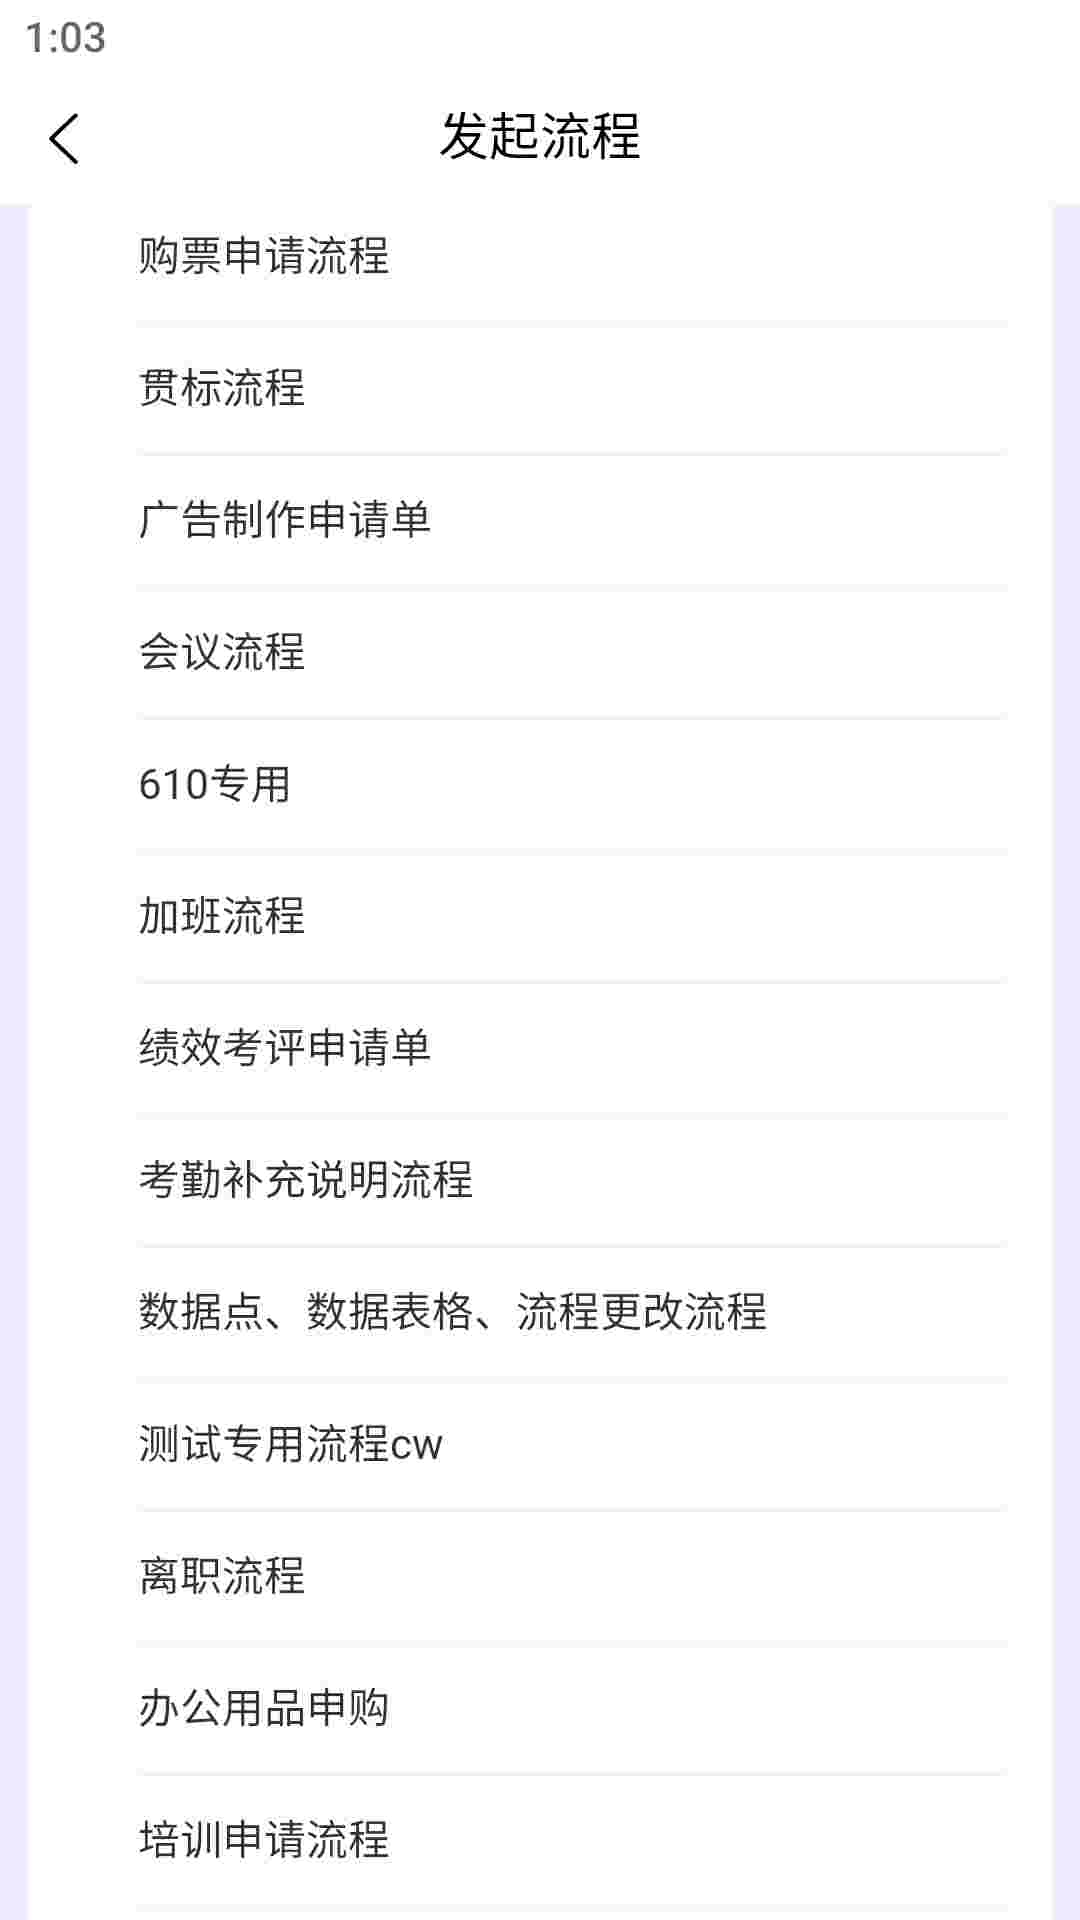 1:03
发起流程
购票申请流程
贯标流程
广告制作申请单
会议流程
610专用
加班流程
绩效考评申请单
考勤补充说明流程
数据点、数据表格、流程更改流程
测试专用流程cw
离职流程
办公用品申购
培训申请流程